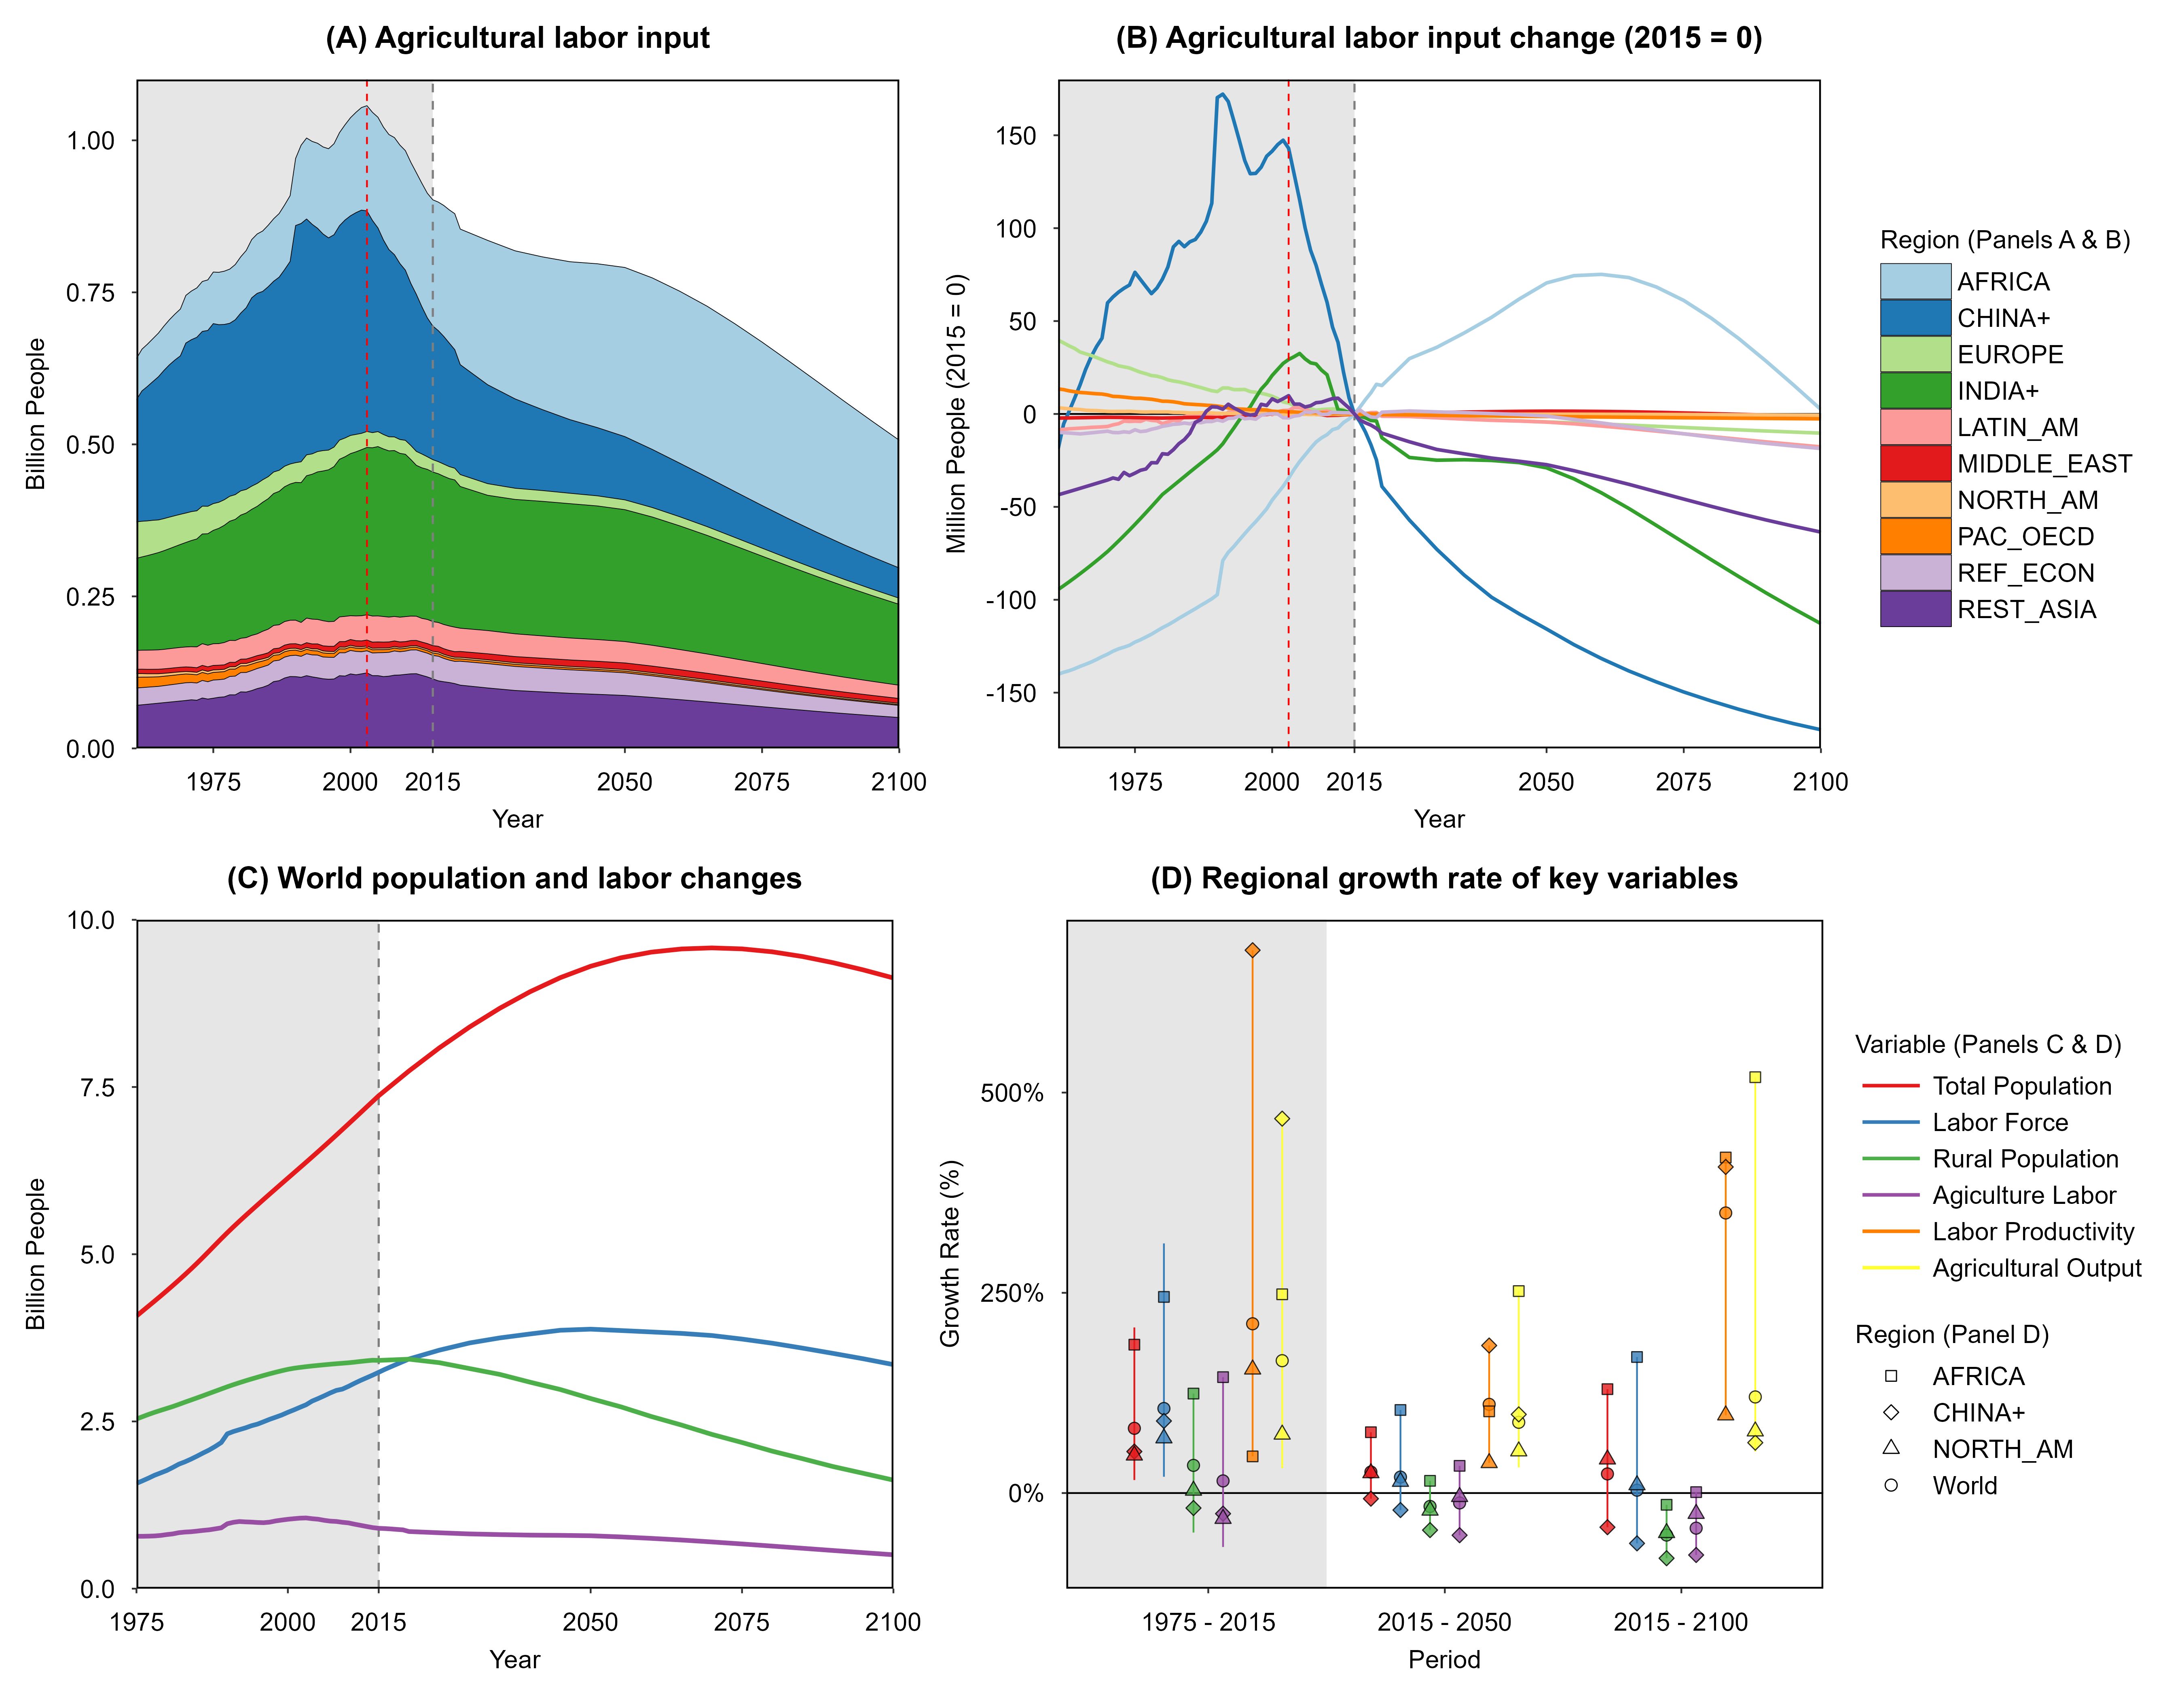 (A) Agricultural labor input
Billion People
1.00
0.75
0.50
0.25
0.00
1975 2000 2015 2050 2075 2100
Year
(B) Agricultural labor input change (2015 = 0)
Million People (2015 = 0)
150
100
50
0
-50
-100
-150
1975 2000 2015 2050 2075 2100
Year
Region (Panels A & B)
AFRICA
CHINA+
EUROPE
INDIA+
LATIN_AM
MIDDLE_EAST
NORTH_AM
PAC_OECD
REF_ECON
REST_ASIA
(C) World population and labor changes
Billion People
10.0
7.5
5.0
2.5
0.0
1975 2000 2015 2050 2075 2100
Year
(D) Regional growth rate of key variables
Growth Rate (%)
500%
250%
0%
1975 - 2015 2015 - 2050 2015 - 2100
Period
Variable (Panels C & D)
Total Population
Labor Force
Rural Population
Agiculture Labor
Labor Productivity
Agricultural Output
Region (Panel D)
AFRICA
CHINA+
NORTH_AM
World